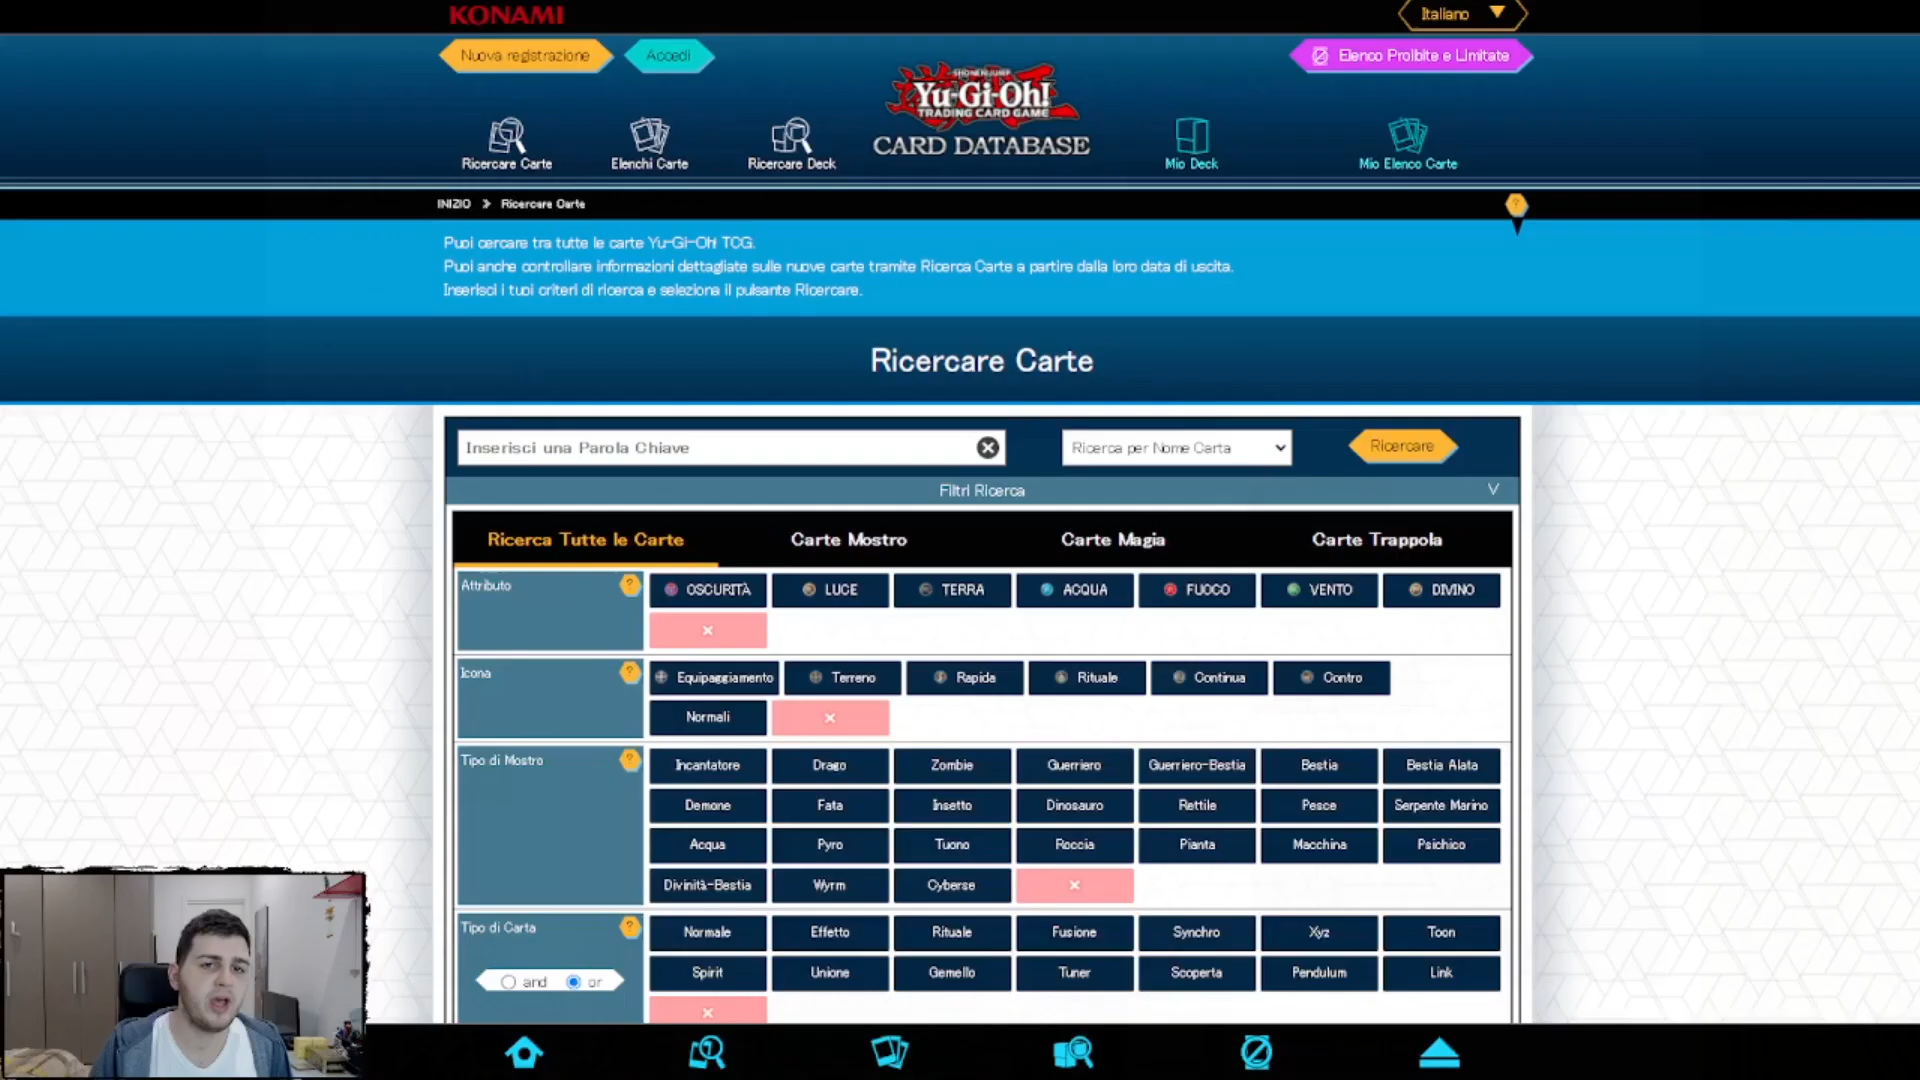 KONAMI
Italiano
Nuova registrazione
Accedi
Elenco Proibite e Limitate
SHONEN JUMP
Yu-Gi-Oh!
TRADING CARD GAME
CARD DATABASE
Ricercare Carte
Elenchi Carte
Ricercare Deck
Mio Deck
Mio Elenco Carte
INIZIO » Ricercare Carte
Puoi cercare tra tutte le carte Yu-Gi-Oh! TCG.
Puoi anche controllare informazioni dettagliate sulle nuove carte tramite Ricerca Carte a partire dalla loro data di uscita.
Inserisci i tuoi criteri di ricerca e seleziona il pulsante Ricercare.
Ricercare Carte
Inserisci una Parola Chiave
Ricerca per Nome Carta
Ricercare
Filtri Ricerca
Ricerca Tutte le Carte
Carte Mostro
Carte Magia
Carte Trappola
Attributo
?
OSCURITÀ
LUCE
TERRA
ACQUA
FUOCO
VENTO
DIVINO
Icona
?
Equipaggiamento
Terreno
Rapida
Rituale
Continua
Contro
Normali
Tipo di Mostro
?
Incantatore
Drago
Zombie
Guerriero
Guerriero-Bestia
Bestia
Bestia Alata
Demone
Fata
Insetto
Dinosauro
Rettile
Pesce
Serpente Marino
Acqua
Pyro
Tuono
Roccia
Pianta
Macchina
Psichico
Divinità-Bestia
Wyrm
Cyberse
Tipo di Carta
?
and
or
Normale
Effetto
Rituale
Fusione
Synchro
Xyz
Toon
Spirit
Unione
Gemello
Tuner
Scoperta
Pendulum
Link